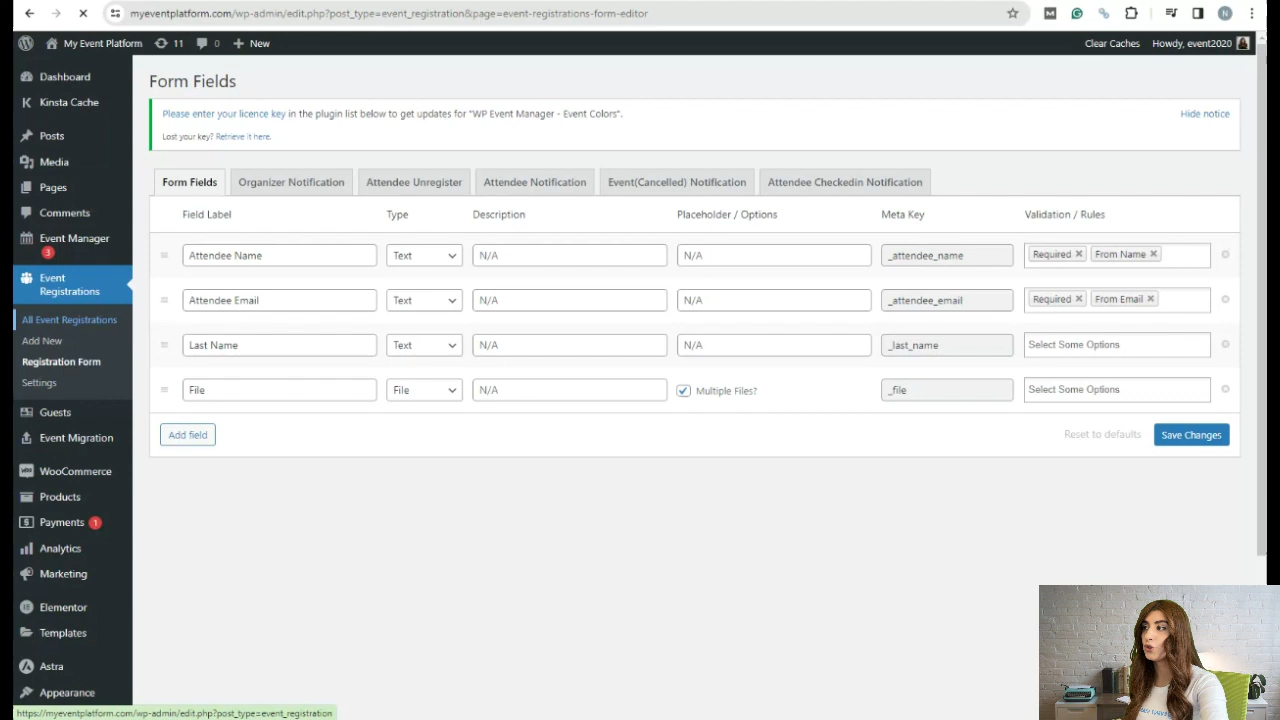 myeventplatform.com/wp-admin/edit.php?post_type=event_registration&page=event-registrations-form-editor
My Event Platform 11 0 New Clear Caches Howdy, event2020
Dashboard
Kinsta Cache
Posts
Media
Pages
Comments
Event Manager
3
Event
Registrations
All Event Registrations
Add New
Registration Form
Settings
Guests
Event Migration
WooCommerce
Products
Payments 1
Analytics
Marketing
Elementor
Templates
Astra
Appearance
Form Fields
Please enter your licence key in the plugin list below to get updates for "WP Event Manager - Event Colors". Hide notice
Lost your key? Retrieve it here.
Form Fields Organizer Notification Attendee Unregister Attendee Notification Event(Cancelled) Notification Attendee Checkedin Notification
Field Label Type Description Placeholder / Options Meta Key Validation / Rules
Attendee Name Text N/A N/A _attendee_name Required From Name
Attendee Email Text N/A N/A _attendee_email Required From Email
Last Name Text N/A N/A _last_name Select Some Options
File File N/A Multiple Files? _file Select Some Options
Add field Reset to defaults Save Changes
https://myeventplatform.com/wp-admin/edit.php?post_type=event_registration